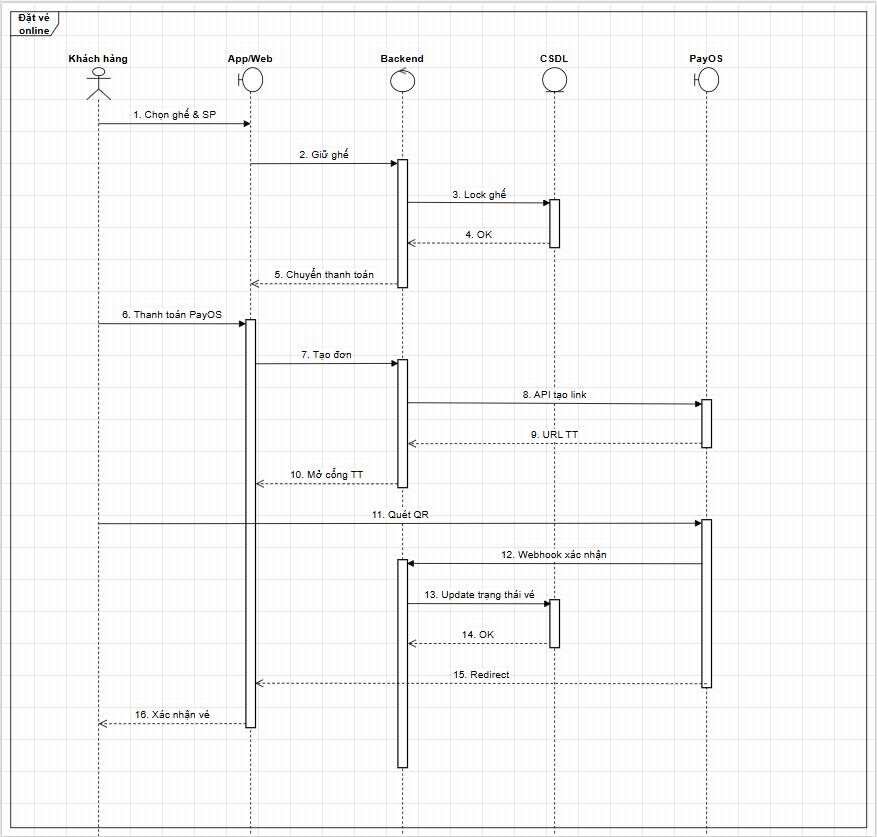 Đặt vé
online
Khách hàng
App/Web
Backend
CSDL
PayOS
1. Chọn ghế & SP
2. Giữ ghế
3. Lock ghế
4. OK
5. Chuyển thanh toán
6. Thanh toán PayOS
7. Tạo đơn
8. API tạo link
9. URL TT
10. Mở cổng TT
11. Quét QR
12. Webhook xác nhận
13. Update trạng thái vé
14. OK
15. Redirect
16. Xác nhận vé